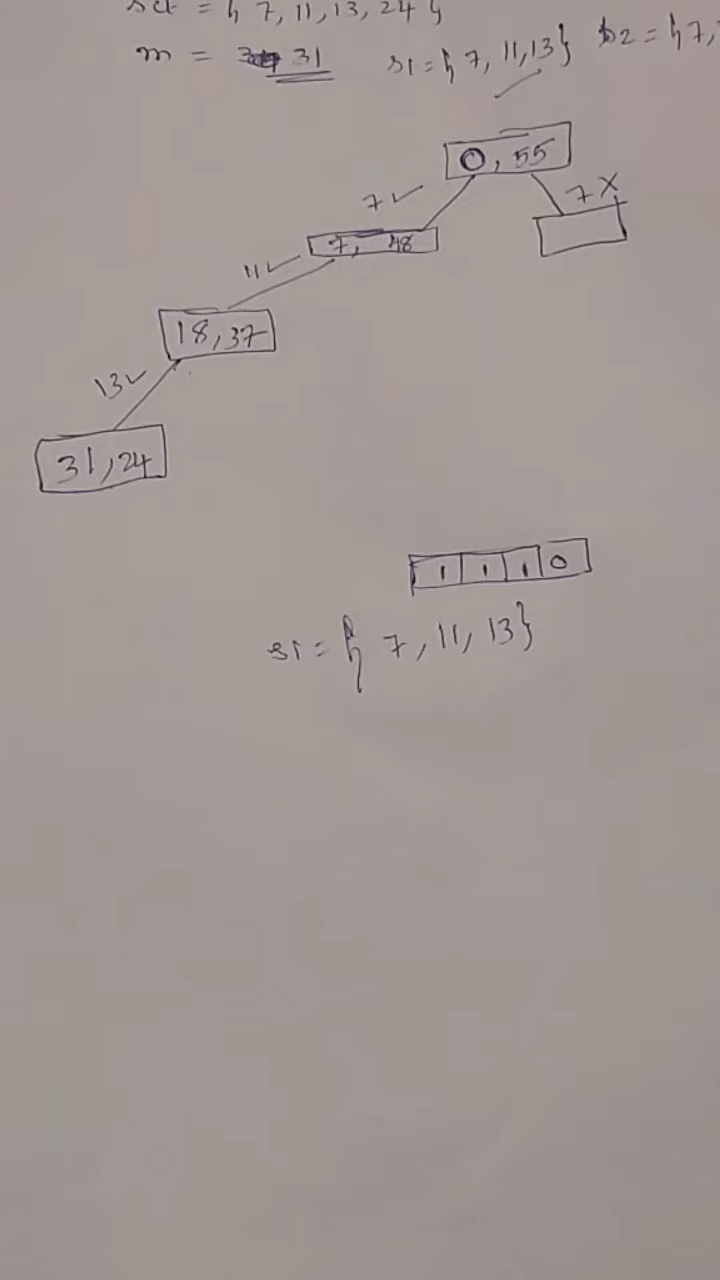 set = { 7, 11, 13, 24 }
m = 31 s1 = { 7, 11, 13 } s2 = { 7,
0, 55
7 ✓ 7 X
7, 48
11 ✓
18, 37
13 ✓
31, 24
1 1 1 0
s1 = { 7, 11, 13 }